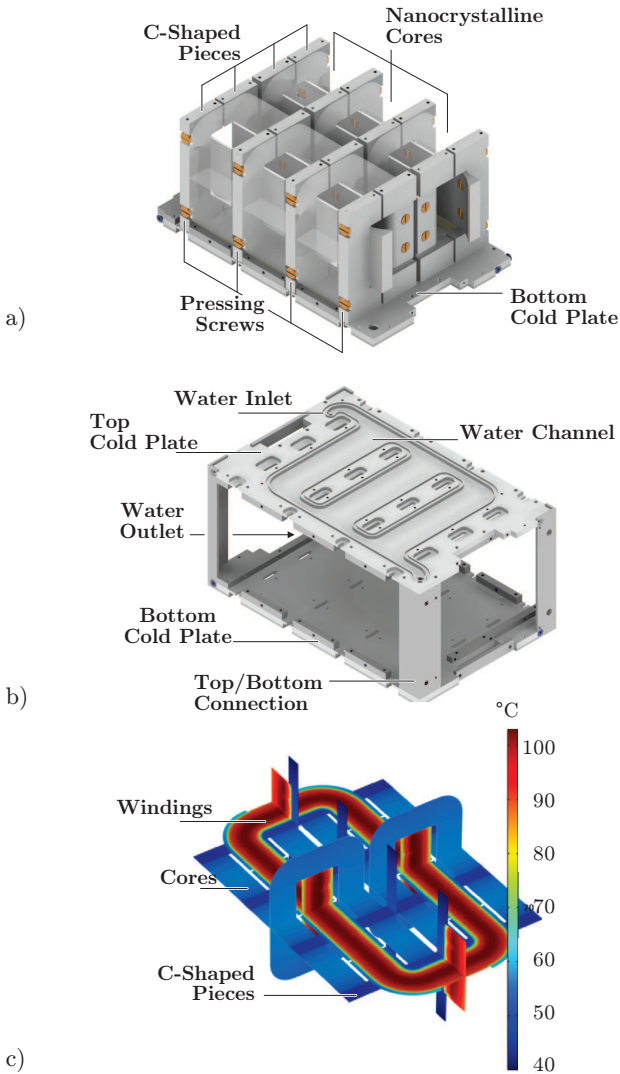 Nanocrystalline
Cores
C-Shaped
Pieces
Pressing
Screws
Bottom
Cold Plate
a)
Water Inlet
Top
Cold Plate
Water Channel
Water
Outlet
Bottom
Cold Plate
Top/Bottom
Connection
b)
°C
Windings
Cores
C-Shaped
Pieces
100
90
80
70
60
50
40
c)